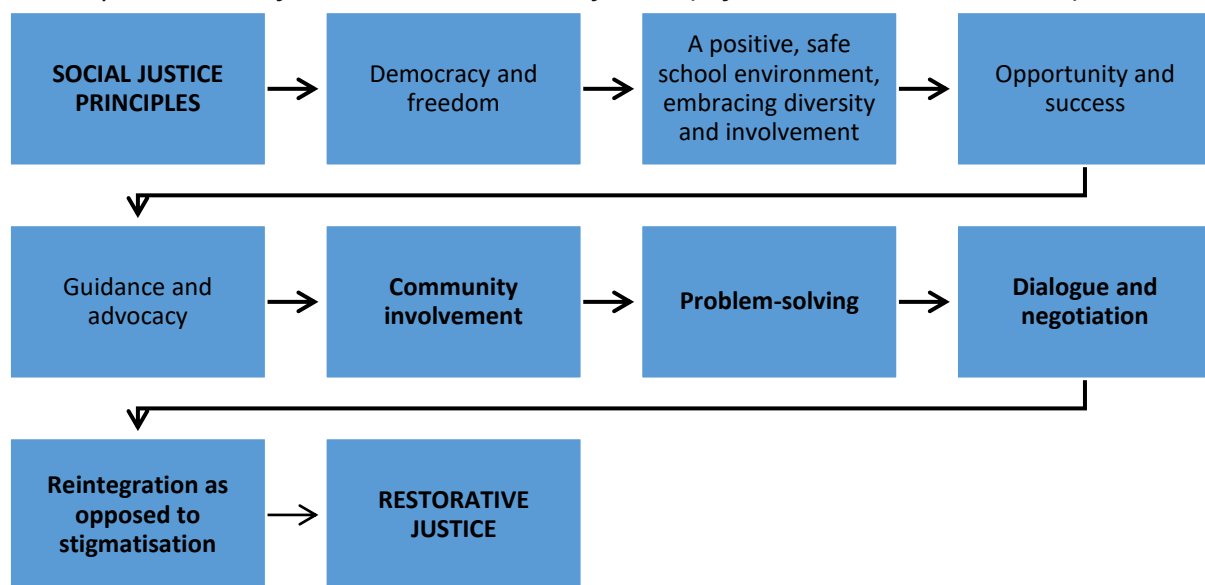 SOCIAL JUSTICE
PRINCIPLES
Democracy and
freedom
A positive, safe
school environment,
embracing diversity
and involvement
Opportunity and
success
Guidance and
advocacy
Community
involvement
Problem-solving
Dialogue and
negotiation
Reintegration as
opposed to
stigmatisation
RESTORATIVE
JUSTICE